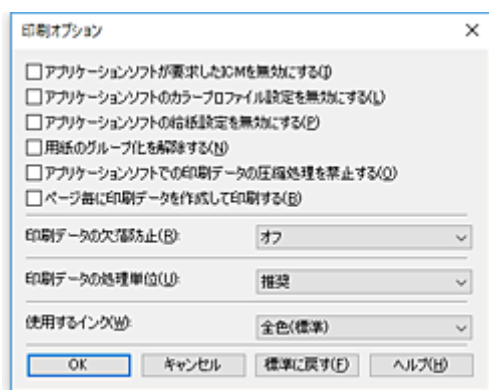 印刷オプション
アプリケーションソフトが要求したICMを無効にする(I)
アプリケーションソフトのカラープロファイル設定を無効にする(L)
アプリケーションソフトの給紙設定を無効にする(P)
用紙のグループ化を解除する(N)
アプリケーションソフトでの印刷データの圧縮処理を禁止する(O)
ページ毎に印刷データを作成して印刷する(B)
印刷データの欠落防止(R): オフ
印刷データの処理単位(U): 推奨
使用するインク(W): 全色(標準)
OK キャンセル 標準に戻す(F) ヘルプ(H)